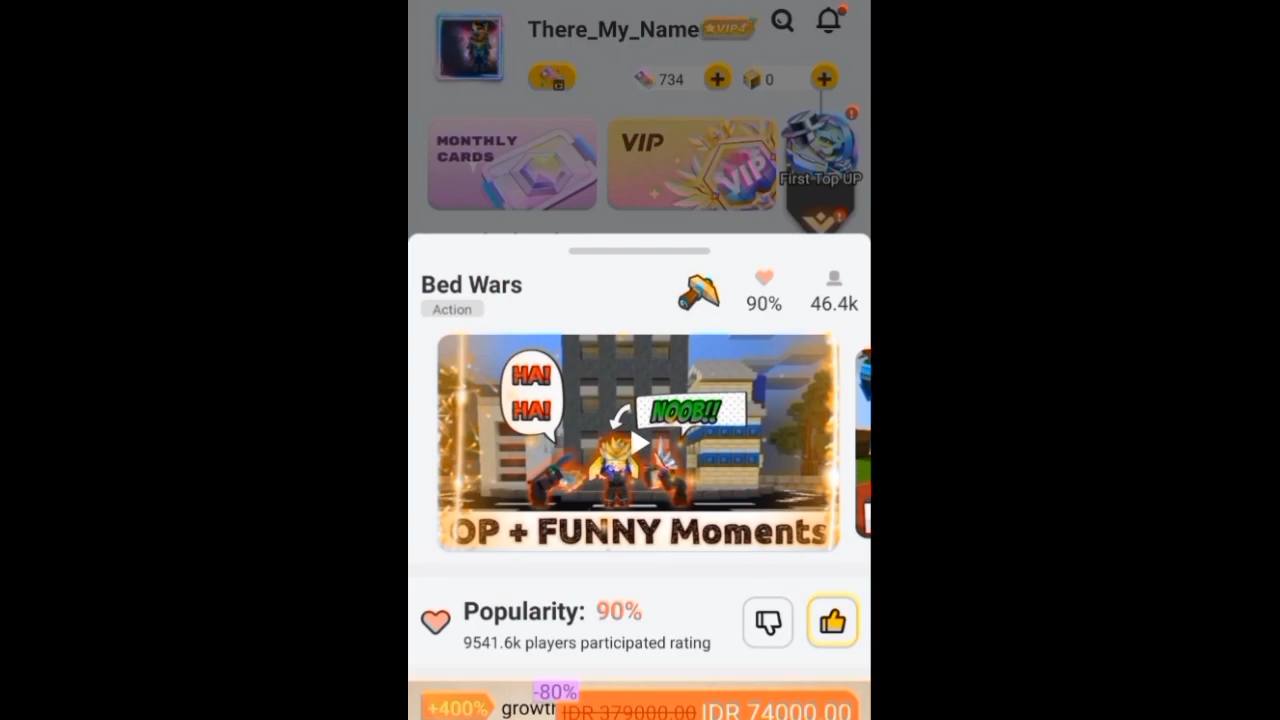 There_My_Name
VIP4
734
0
MONTHLY
CARDS
VIP
VIP
First Top UP
Bed Wars
Action
90%
46.4k
HA!
HA!
NOOB!!
OP + FUNNY Moments
Popularity: 90%
9541.6k players participated rating
-80%
+400%
IDR 379000.00 IDR 74000.00